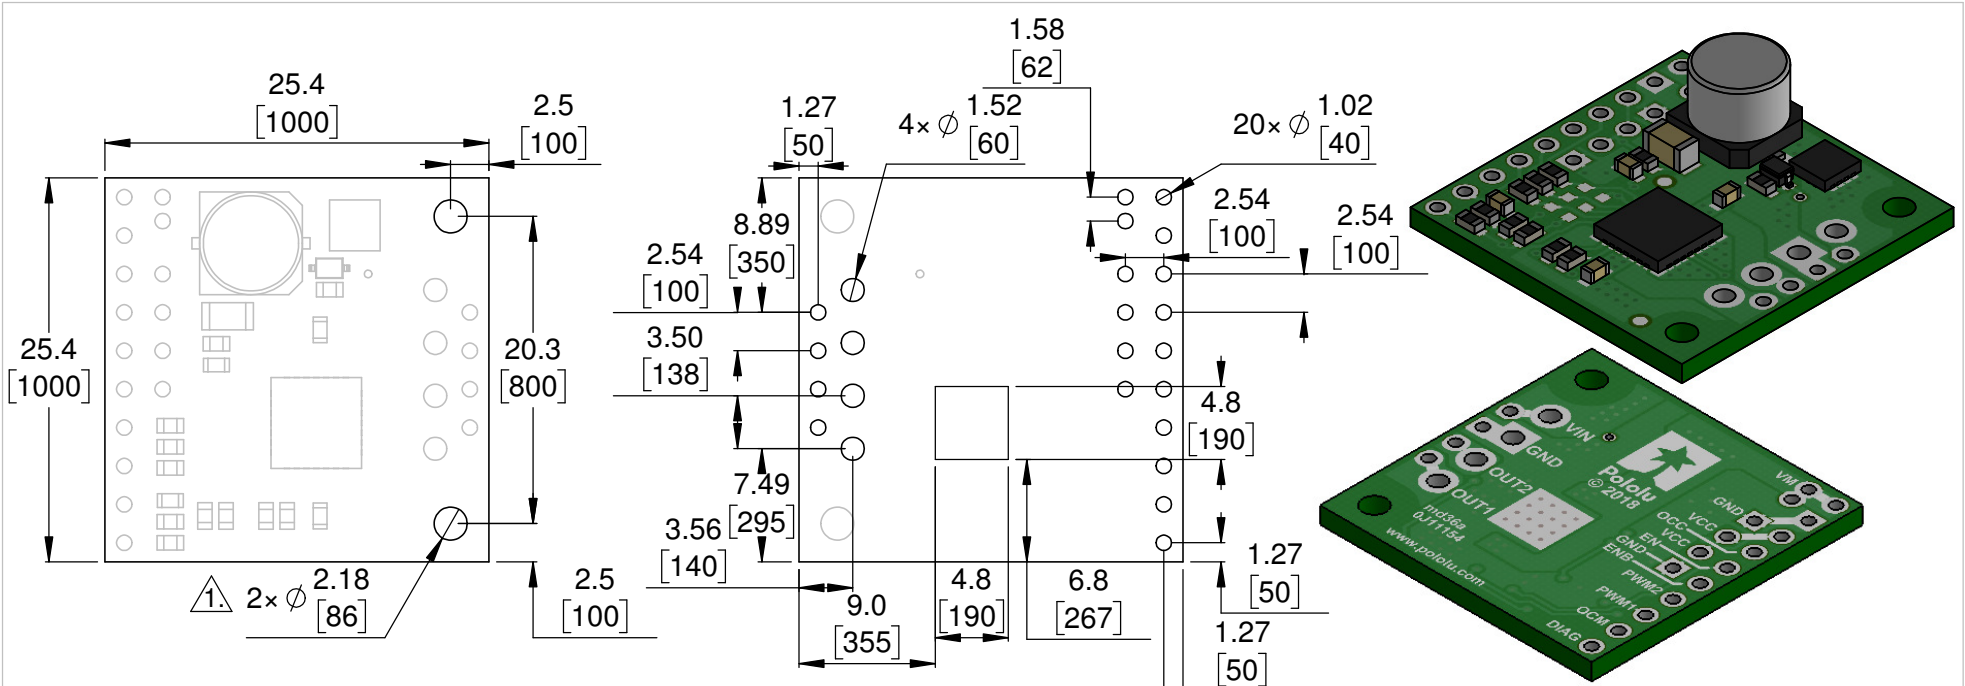 25.4
[1000]
2.5
[100]
25.4
[1000]
20.3
[800]
1. 2× ∅ 2.18
[86]
2.5
[100]
1.58
[62]
1.27
[50]
4× ∅ 1.52
[60]
20× ∅ 1.02
[40]
8.89
[350]
2.54
[100]
2.54
[100]
2.54
[100]
3.50
[138]
4.8
[190]
7.49
[295]
3.56
[140]
9.0
[355]
4.8
[190]
6.8
[267]
1.27
[50]
1.27
[50]
VIN
GND
OUT2
OUT1
Pololu
© 2018
md36a
0J11154
www.pololu.com
VM
GND
VCC
OCC
VCC
EN
GND
ENB
PWM2
PWM1
OCM
DIAG